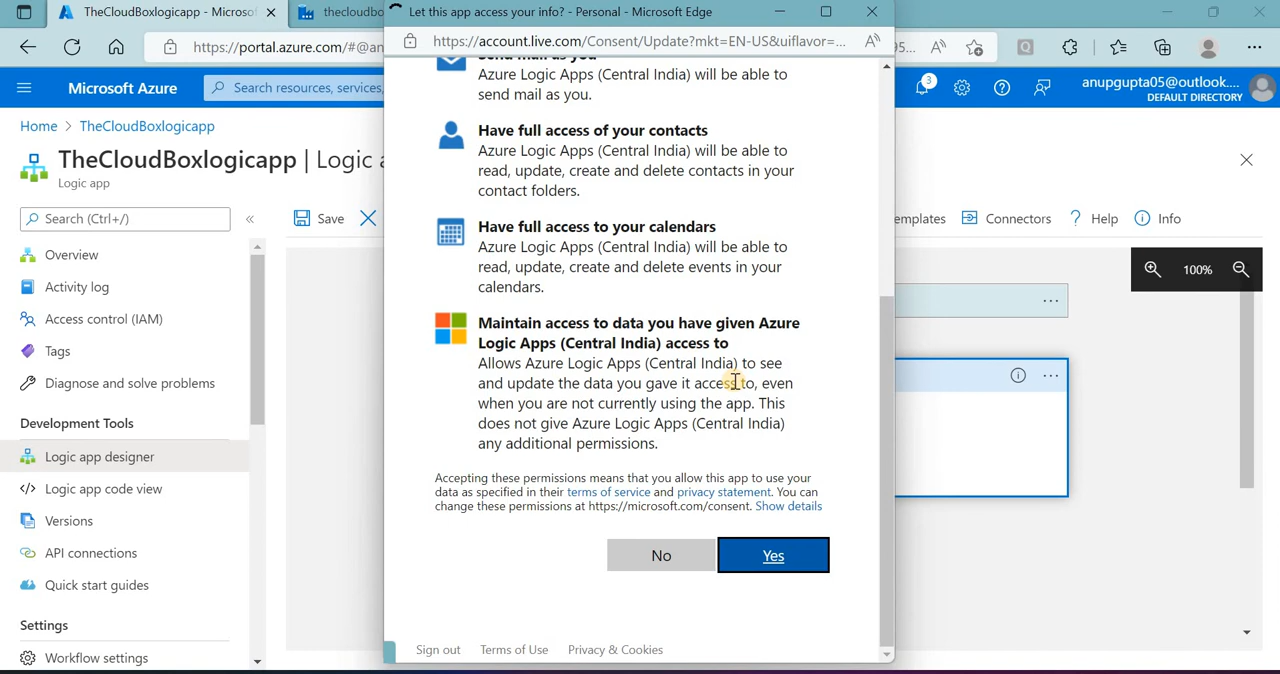 TheCloudBoxlogicapp - Microso
thecloudbo
Let this app access your info? - Personal - Microsoft Edge
https://portal.azure.com/#@an
https://account.live.com/Consent/Update?mkt=EN-US&uiflavor=...
95...
Microsoft Azure
Search resources, services,
3
anupgupta05@outlook....
DEFAULT DIRECTORY
Home > TheCloudBoxlogicapp
TheCloudBoxlogicapp | Logic a
Logic app
Search (Ctrl+/)
«
Save
emplates
Connectors
Help
Info
100%
Overview
Activity log
Access control (IAM)
Tags
Diagnose and solve problems
Development Tools
Logic app designer
Logic app code view
Versions
API connections
Quick start guides
Settings
Workflow settings
Send mail as you
Azure Logic Apps (Central India) will be able to
send mail as you.
Have full access of your contacts
Azure Logic Apps (Central India) will be able to
read, update, create and delete contacts in your
contact folders.
Have full access to your calendars
Azure Logic Apps (Central India) will be able to
read, update, create and delete events in your
calendars.
Maintain access to data you have given Azure
Logic Apps (Central India) access to
Allows Azure Logic Apps (Central India) to see
and update the data you gave it access to, even
when you are not currently using the app. This
does not give Azure Logic Apps (Central India)
any additional permissions.
Accepting these permissions means that you allow this app to use your
data as specified in their terms of service and privacy statement. You can
change these permissions at https://microsoft.com/consent. Show details
No
Yes
Sign out
Terms of Use
Privacy & Cookies